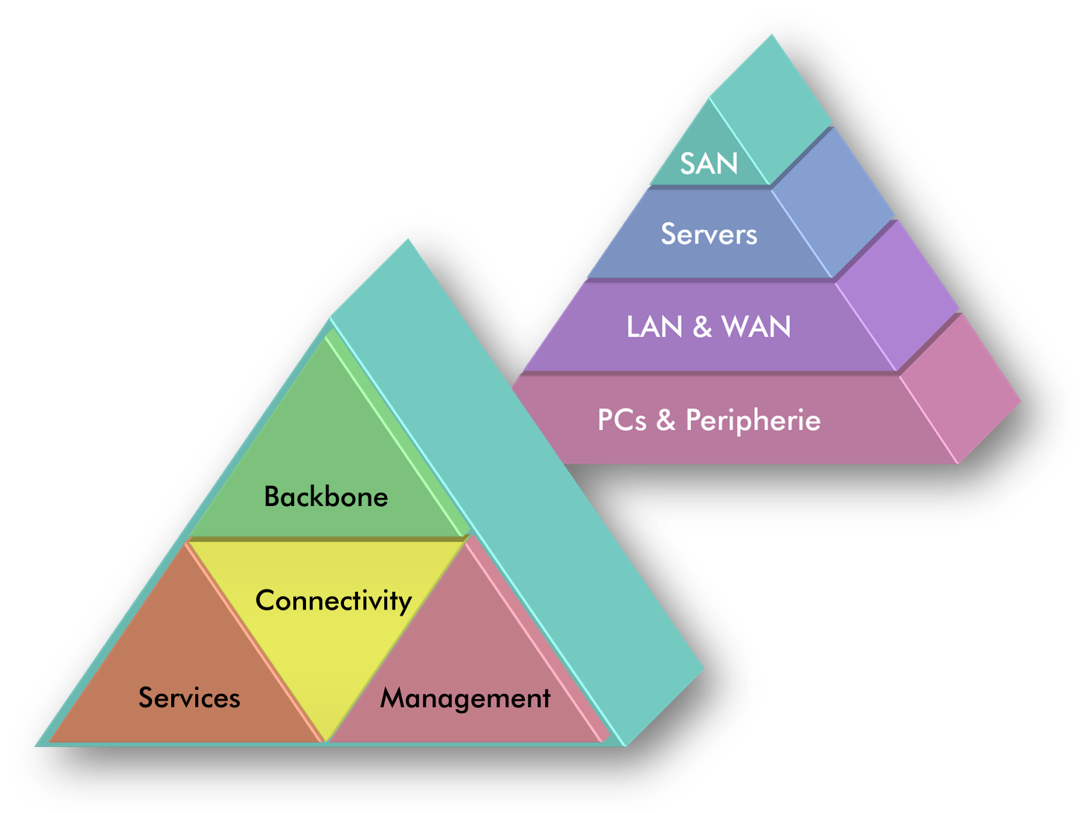 SAN
Servers
LAN & WAN
PCs & Peripherie
Backbone
Connectivity
Services
Management